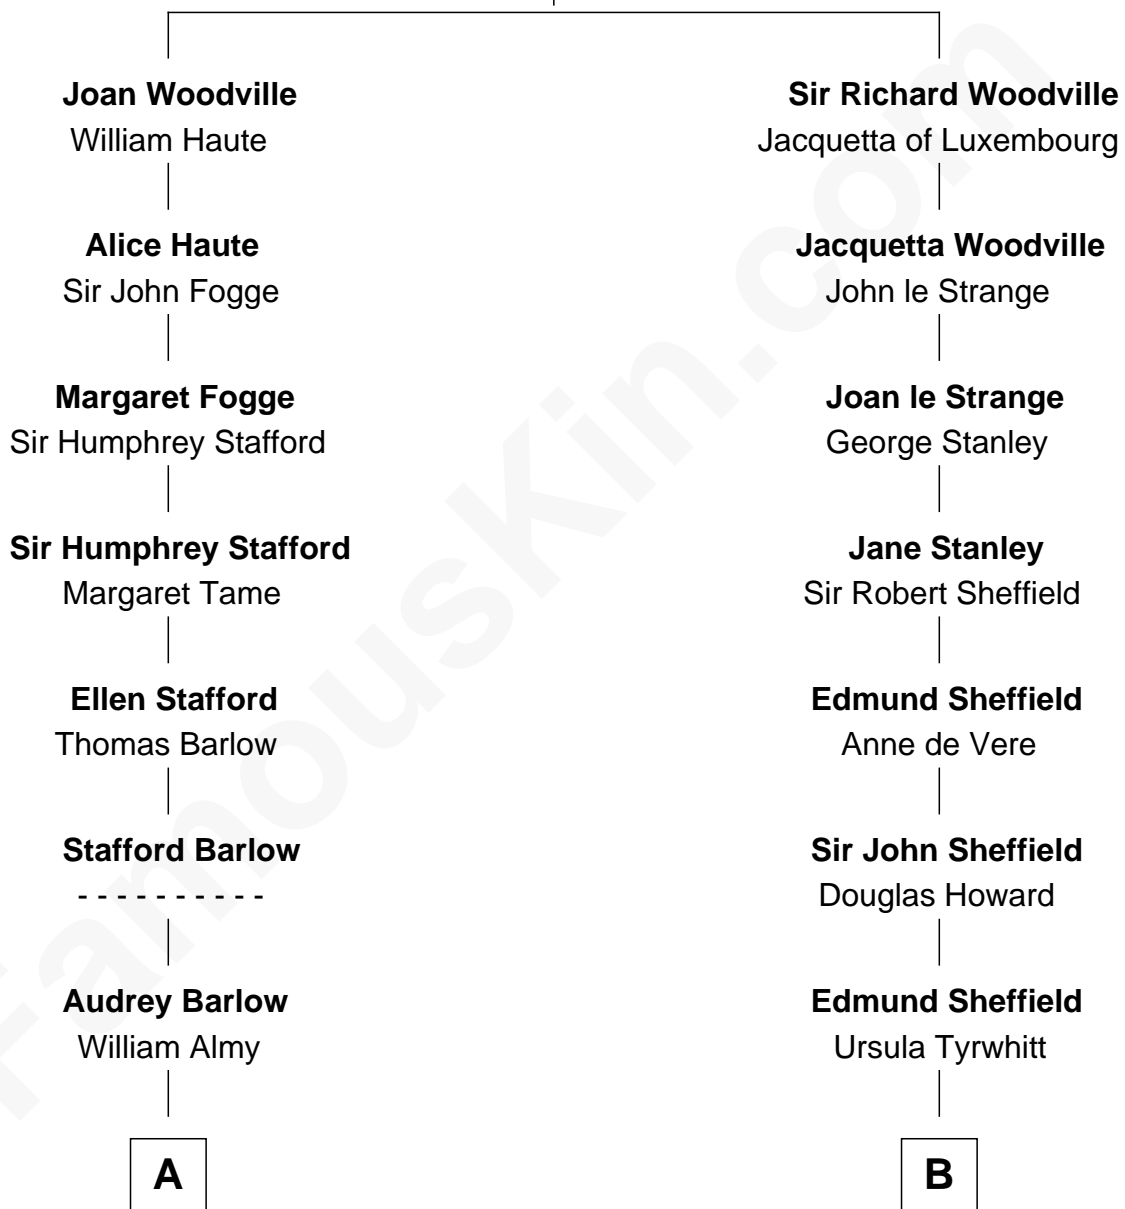 Joan Woodville
William Haute
Alice Haute
Sir John Fogge
Margaret Fogge
Sir Humphrey Stafford
Sir Humphrey Stafford
Margaret Tame
Ellen Stafford
Thomas Barlow
Stafford Barlow
- - - - - - - - - -
Audrey Barlow
William Almy
A
Sir Richard Woodville
Jacquetta of Luxembourg
Jacquetta Woodville
John le Strange
Joan le Strange
George Stanley
Jane Stanley
Sir Robert Sheffield
Edmund Sheffield
Anne de Vere
Sir John Sheffield
Douglas Howard
Edmund Sheffield
Ursula Tyrwhitt
B
FamousKin.com